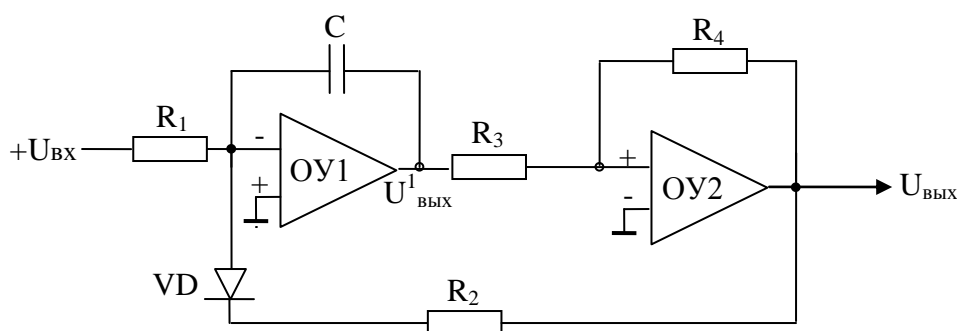 C
R₄
R₁
R₃
+Uвх
-
ОУ1
+
U¹вых
+
ОУ2
-
Uвых
VD
R₂